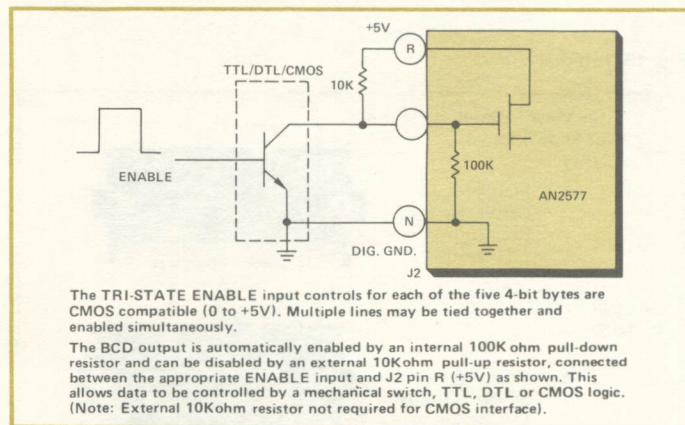 +5V
R
TTL/DTL/CMOS
10K
ENABLE
100K
AN2577
N
DIG. GND.
J2
The TRI-STATE ENABLE input controls for each of the five 4-bit bytes are
CMOS compatible (0 to +5V). Multiple lines may be tied together and
enabled simultaneously.
The BCD output is automatically enabled by an internal 100K ohm pull-down
resistor and can be disabled by an external 10Kohm pull-up resistor, connected
between the appropriate ENABLE input and J2 pin R (+5V) as shown. This
allows data to be controlled by a mechanical switch, TTL, DTL or CMOS logic.
(Note: External 10Kohm resistor not required for CMOS interface).